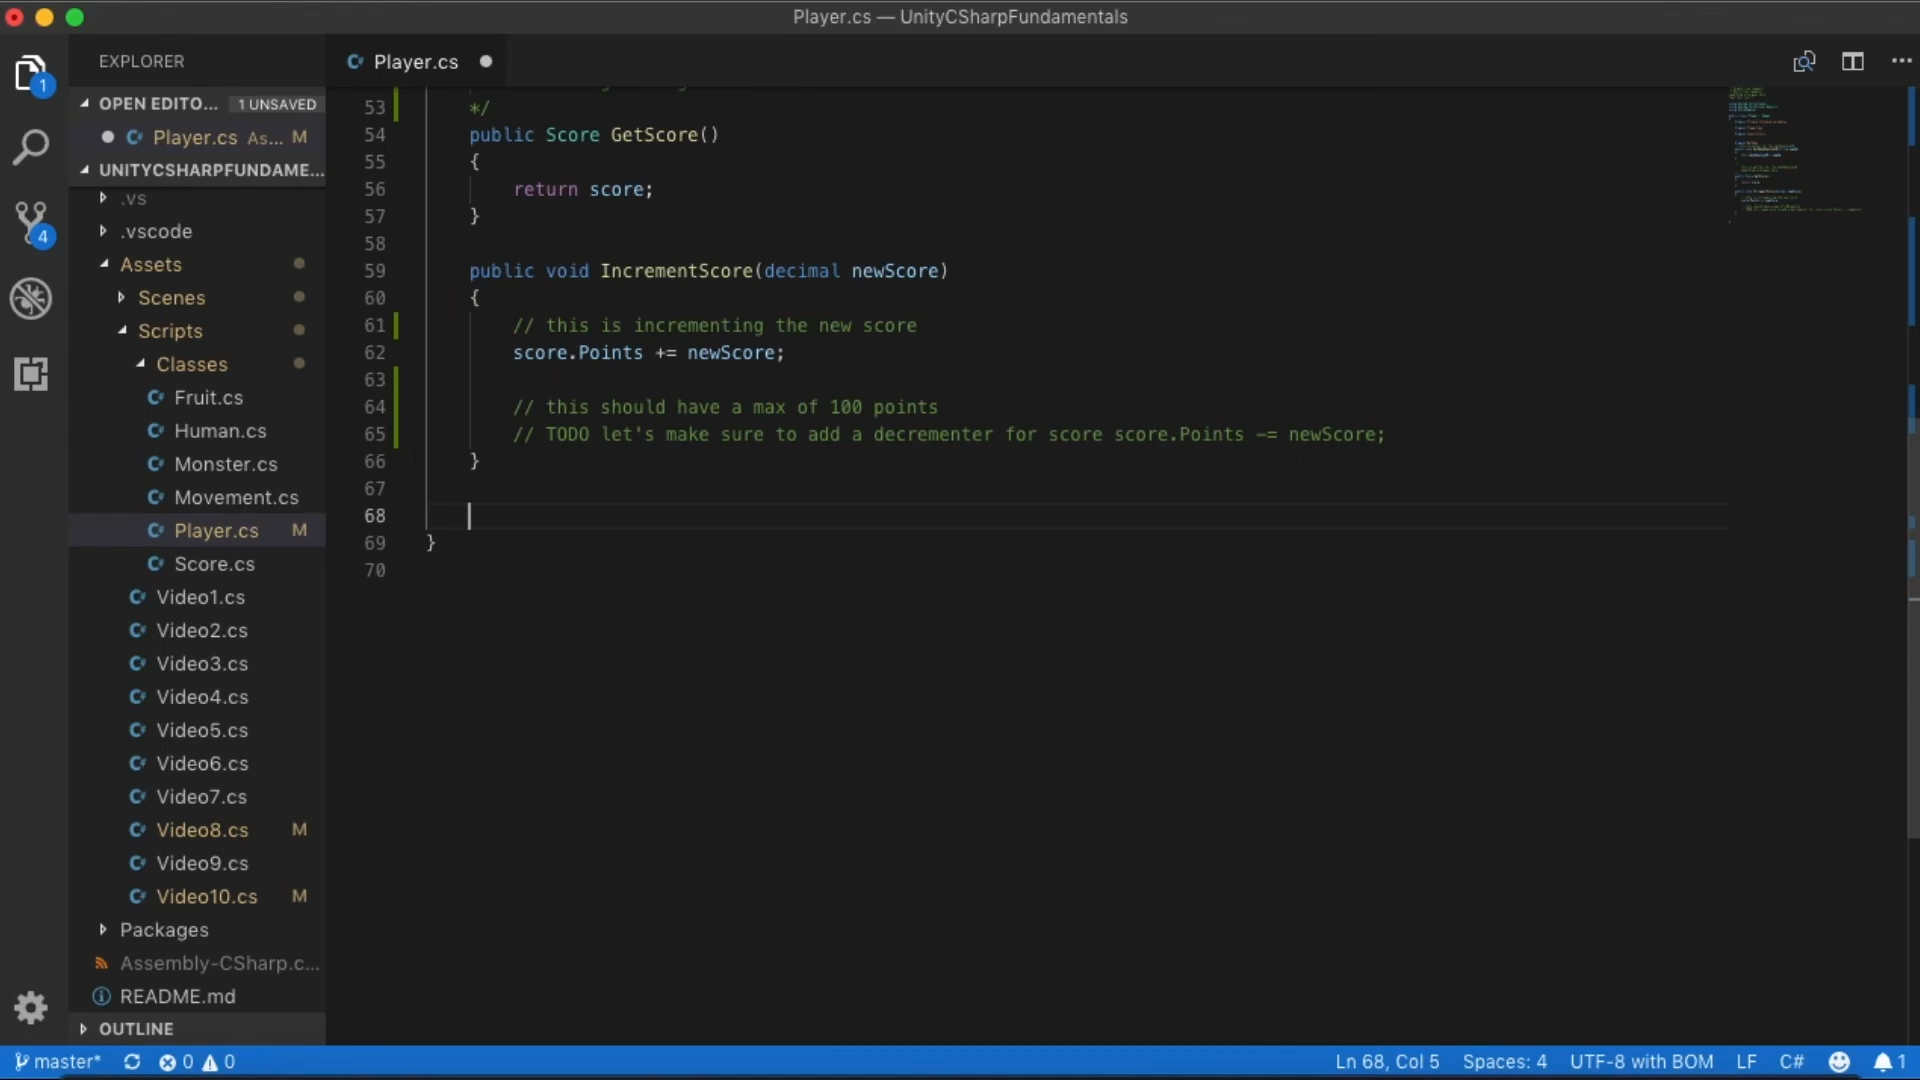 Player.cs — UnityCSharpFundamentals
EXPLORER
Player.cs
1
OPEN EDITO... 1 UNSAVED
Player.cs As... M
UNITYCSHARPFUNDAME...
.vs
.vscode
Assets
Scenes
Scripts
Classes
Fruit.cs
Human.cs
Monster.cs
Movement.cs
Player.cs M
Score.cs
Video1.cs
Video2.cs
Video3.cs
Video4.cs
Video5.cs
Video6.cs
Video7.cs
Video8.cs M
Video9.cs
Video10.cs M
Packages
Assembly-CSharp.c...
README.md
OUTLINE
4
53 */
54 public Score GetScore()
55 {
56 return score;
57 }
58
59 public void IncrementScore(decimal newScore)
60 {
61 // this is incrementing the new score
62 score.Points += newScore;
63
64 // this should have a max of 100 points
65 // TODO let's make sure to add a decrementer for score score.Points -= newScore;
66 }
67
68
69 }
70
master* 0 0
Ln 68, Col 5 Spaces: 4 UTF-8 with BOM LF C# 1